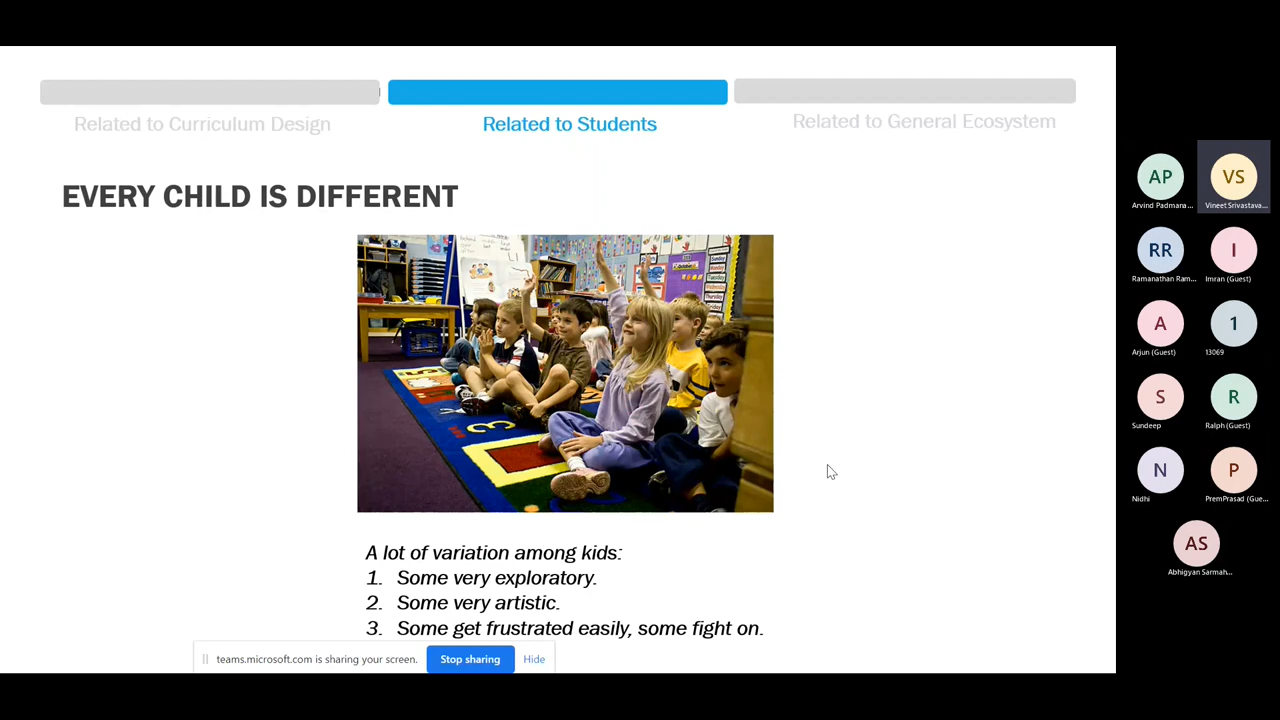 Related to Curriculum Design
Related to Students
Related to General Ecosystem
EVERY CHILD IS DIFFERENT
Sunday
Wednesday
Thursday
A lot of variation among kids:
1. Some very exploratory.
2. Some very artistic.
3. Some get frustrated easily, some fight on.
teams.microsoft.com is sharing your screen.
Stop sharing
Hide
AP
Arvind Padmana...
VS
Vineet Srivastava...
RR
Ramanathan Ram...
I
Imran (Guest)
A
Arjun (Guest)
1
13069
S
Sundeep
R
Ralph (Guest)
N
Nidhi
P
PremPrasad (Gue...
AS
Abhigyan Sarmah...